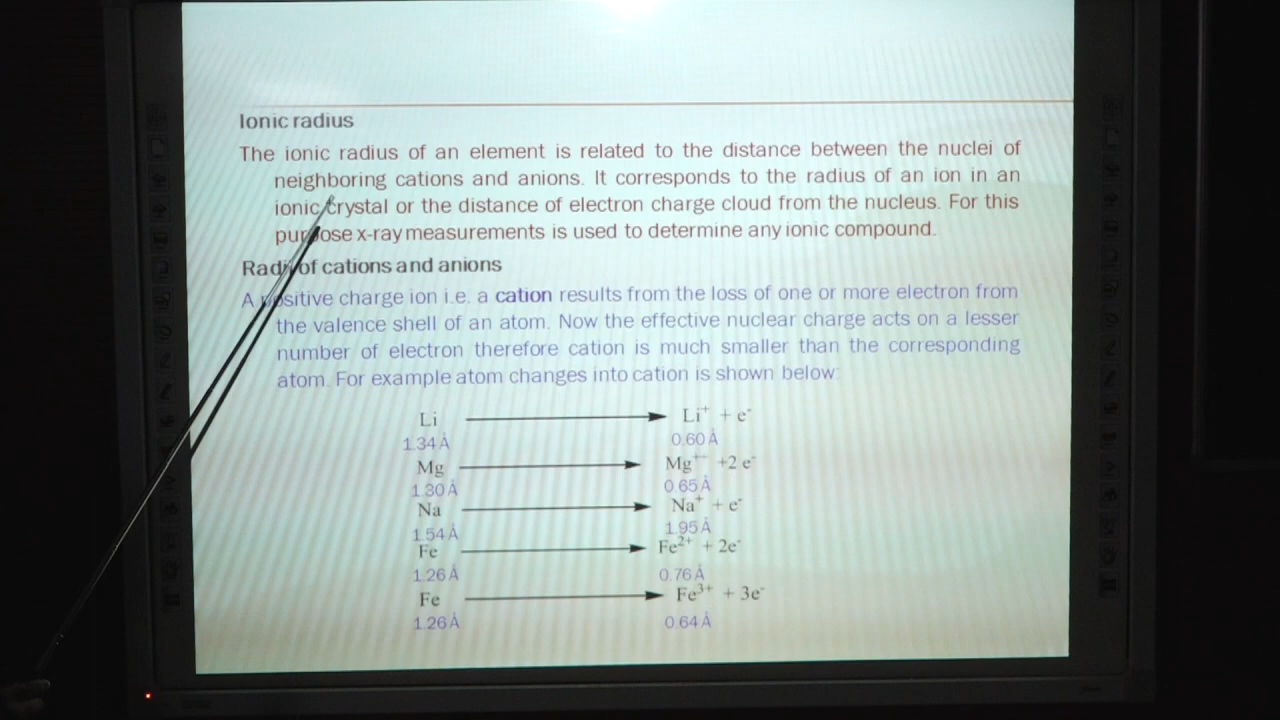 Ionic radius
The ionic radius of an element is related to the distance between the nuclei of
neighboring cations and anions. It corresponds to the radius of an ion in an
ionic crystal or the distance of electron charge cloud from the nucleus. For this
purpose x-ray measurements is used to determine any ionic compound.
Radii of cations and anions
A positive charge ion i.e. a cation results from the loss of one or more electron from
the valence shell of an atom. Now the effective nuclear charge acts on a lesser
number of electron therefore cation is much smaller than the corresponding
atom. For example atom changes into cation is shown below:
Li Li⁺ + e⁻
1.34 Å 0.60 Å
Mg Mg⁺⁺ +2 e⁻
1.30 Å 0.65 Å
Na Na⁺ + e⁻
1.54 Å 1.95 Å
Fe Fe²⁺ + 2e⁻
1.26 Å 0.76 Å
Fe Fe³⁺ + 3e⁻
1.26 Å 0.64 Å